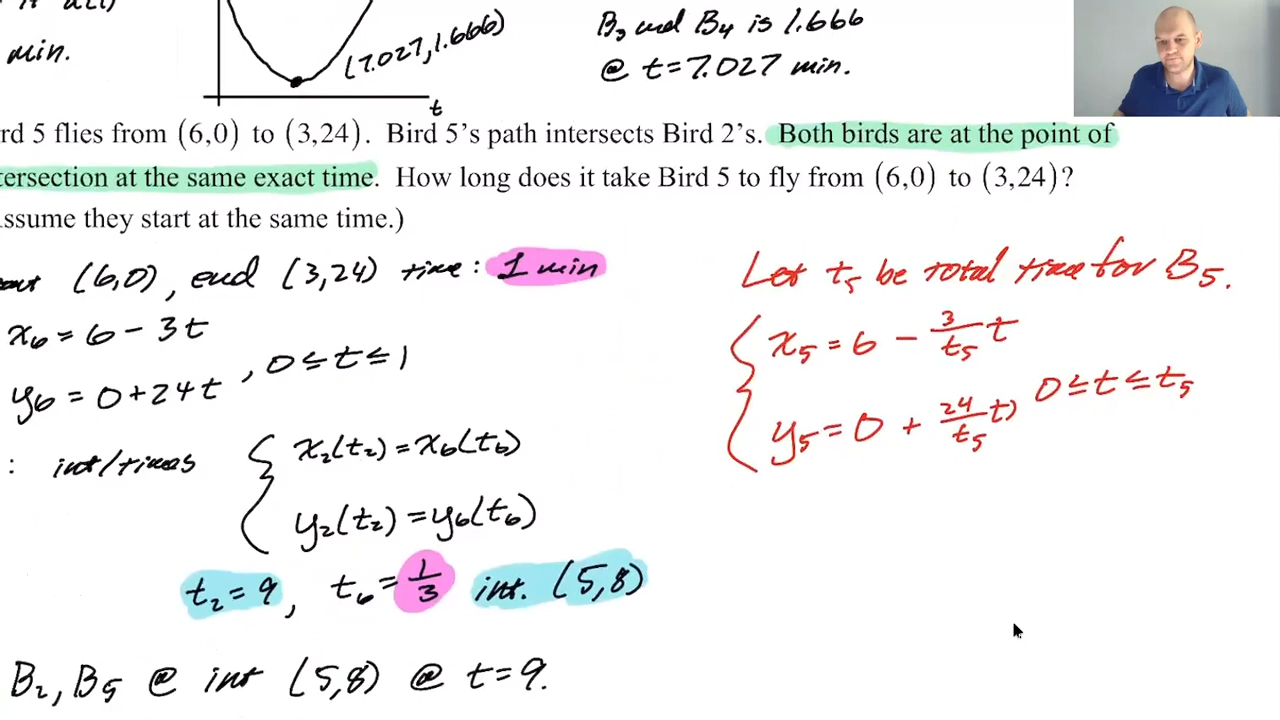 min.
(7.027, 1.666)
t
B₃ and B₄ is 1.666
@ t=7.027 min.
rd 5 flies from (6,0) to (3,24). Bird 5's path intersects Bird 2's. Both birds are at the point of
tersection at the same exact time. How long does it take Bird 5 to fly from (6,0) to (3,24)?
ssume they start at the same time.)
(6,0), end (3,24) time: 1 min
x₆ = 6 - 3t
y₆ = 0+24t , 0≤t≤1
: int/times { x₂(t₂)=x₆(t₆)
y₂(t₂)=y₆(t₆)
t₂=9, t₆=1/3 int. (5,8)
B₂, B₅ @ int (5,8) @ t=9.
Let t₅ be total time for B₅.
{ x₅ = 6 - 3/t₅ t
y₅ = 0 + 24/t₅ t, 0≤t≤t₅